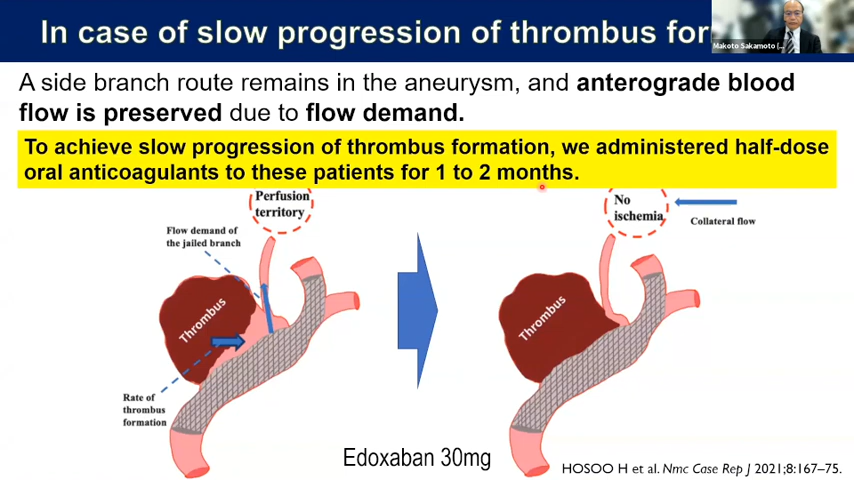 In case of slow progression of thrombus for
Makoto Sakamoto (...
A side branch route remains in the aneurysm, and anterograde blood
flow is preserved due to flow demand.
To achieve slow progression of thrombus formation, we administered half-dose
oral anticoagulants to these patients for 1 to 2 months.
Perfusion
territory
No
ischemia
Collateral flow
Flow demand of
the jailed branch
Thrombus
Thrombus
Rate of
thrombus
formation
Edoxaban 30mg
HOSOO H et al. Nmc Case Rep J 2021;8:167–75.